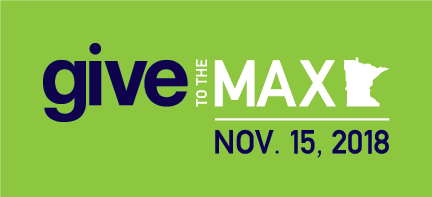 give TO THE MAX
NOV. 15, 2018